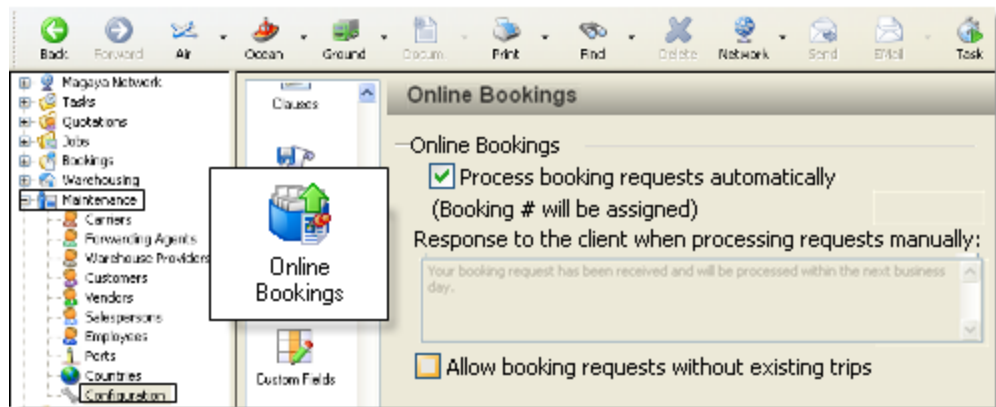 Back Forward Air Ocean Ground Docum. Print Find Delete Network Send EMail Task
Magaya Network
Tasks
Quotations
Jobs
Bookings
Warehousing
Maintenance
Carriers
Forwarding Agents
Warehouse Providers
Customers
Vendors
Salespersons
Employees
Ports
Countries
Configuration
Clauses
Online
Bookings
Custom Fields
Online Bookings
Online Bookings
Process booking requests automatically
(Booking # will be assigned)
Response to the client when processing requests manually:
Your booking request has been received and will be processed within the next business
day.
Allow booking requests without existing trips